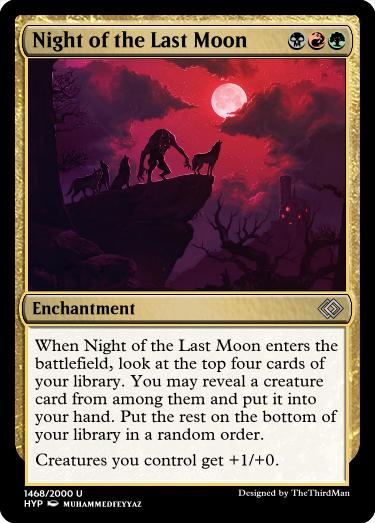 Night of the Last Moon
Enchantment
When Night of the Last Moon enters the
battlefield, look at the top four cards of
your library. You may reveal a creature
card from among them and put it into
your hand. Put the rest on the bottom of
your library in a random order.
Creatures you control get +1/+0.
1468/2000 U
Designed by TheThirdMan
HYP MUHAMMEDFEYYAZ